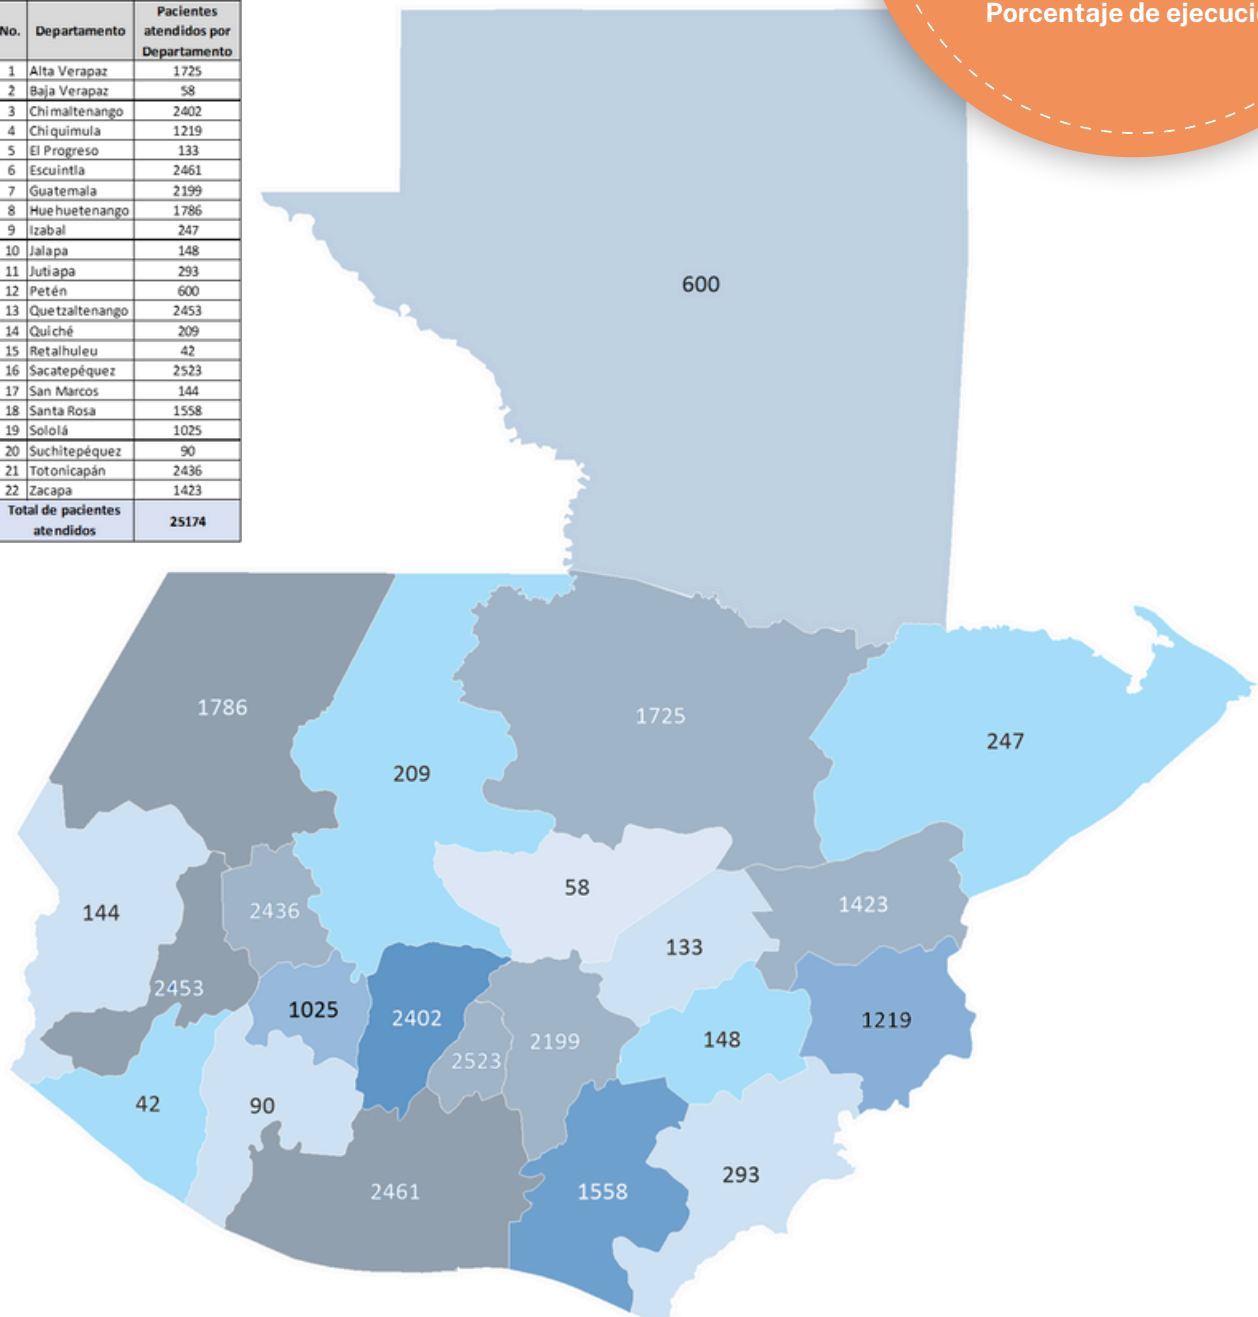 No. Departamento Pacientes atendidos por Departamento
1 Alta Verapaz 1725
2 Baja Verapaz 58
3 Chimaltenango 2402
4 Chiquimula 1219
5 El Progreso 133
6 Escuintla 2461
7 Guatemala 2199
8 Huehuetenango 1786
9 Izabal 247
10 Jalapa 148
11 Jutiapa 293
12 Petén 600
13 Quetzaltenango 2453
14 Quiché 209
15 Retalhuleu 42
16 Sacatepéquez 2523
17 San Marcos 144
18 Santa Rosa 1558
19 Sololá 1025
20 Suchitepéquez 90
21 Totonicapán 2436
22 Zacapa 1423
Total de pacientes atendidos 25174
Porcentaje de ejecució
600
1786
1725
247
209
58
1423
144
2436
133
2453
1025
2402
1219
2199
148
2523
42
90
293
2461
1558